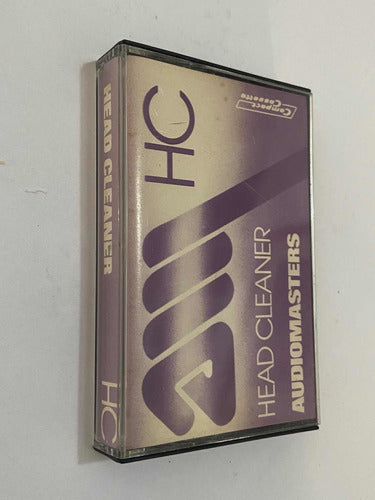 HEAD CLEANER
HC
HC
Compact
Cassette
HEAD CLEANER
AUDIOMASTERS